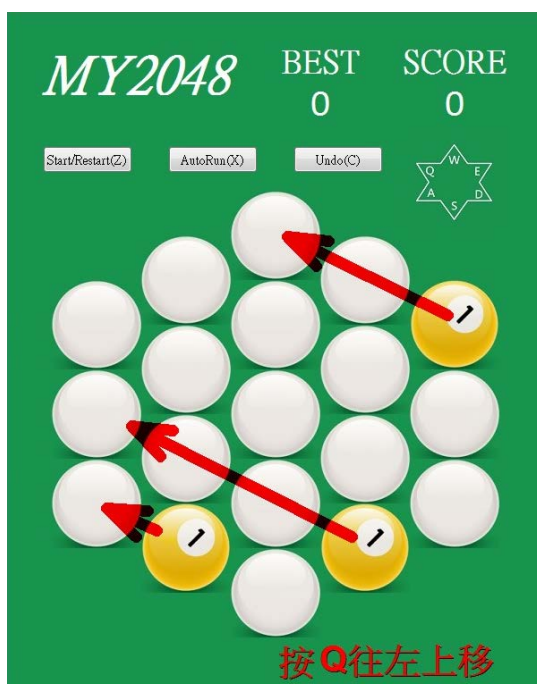 MY2048
BEST
SCORE
0
0
Start/Restart(Z)
AutoRun(X)
Undo(C)
W
Q
E
A
D
S
1
1
1
按Q往左上移